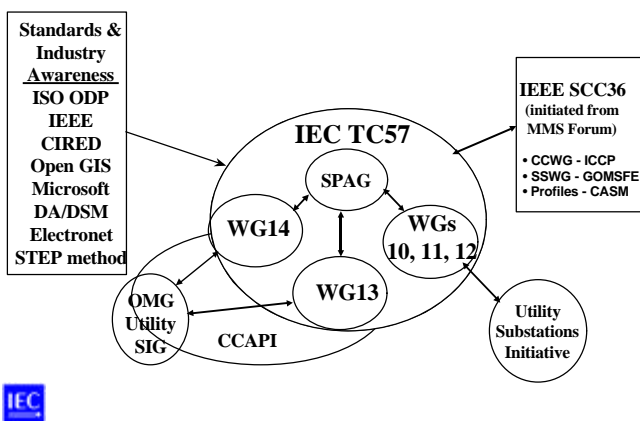 Standards &
Industry
Awareness
ISO ODP
IEEE
CIRED
Open GIS
Microsoft
DA/DSM
Electronet
STEP method
IEC TC57
SPAG
WG14
WGs
10, 11, 12
WG13
OMG
Utility
SIG
CCAPI
IEEE SCC36
(initiated from
MMS Forum)
• CCWG - ICCP
• SSWG - GOMSFE
• Profiles - CASM
Utility
Substations
Initiative
IEC